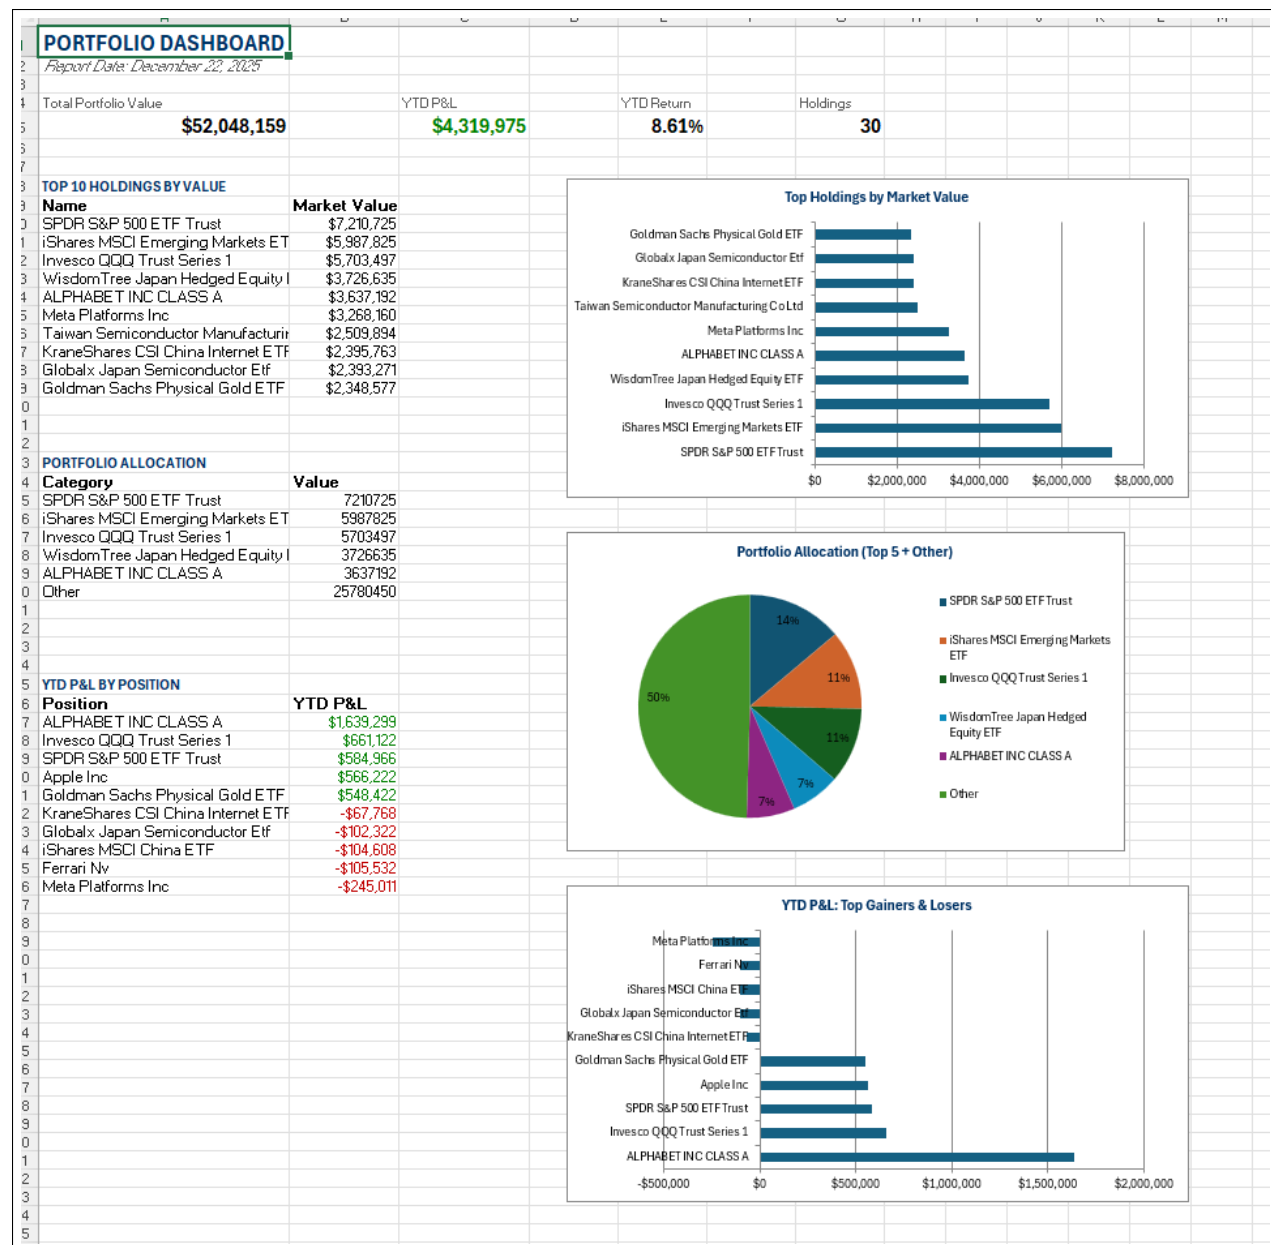 PORTFOLIO DASHBOARD
Report Date: December 22, 2025
Total Portfolio Value YTD P&L YTD Return Holdings
$52,048,159 $4,319,975 8.61% 30
TOP 10 HOLDINGS BY VALUE
Name Market Value
SPDR S&P 500 ETF Trust $7,210,725
iShares MSCI Emerging Markets ET $5,987,825
Invesco QQQ Trust Series 1 $5,703,497
WisdomTree Japan Hedged Equity $3,726,635
ALPHABET INC CLASS A $3,637,192
Meta Platforms Inc $3,268,160
Taiwan Semiconductor Manufacturin $2,509,894
KraneShares CSI China Internet ETF $2,395,763
Globalx Japan Semiconductor Etf $2,393,271
Goldman Sachs Physical Gold ETF $2,348,577
PORTFOLIO ALLOCATION
Category Value
SPDR S&P 500 ETF Trust 7210725
iShares MSCI Emerging Markets ET 5987825
Invesco QQQ Trust Series 1 5703497
WisdomTree Japan Hedged Equity 3726635
ALPHABET INC CLASS A 3637192
Other 25780450
YTD P&L BY POSITION
Position YTD P&L
ALPHABET INC CLASS A $1,639,299
Invesco QQQ Trust Series 1 $661,122
SPDR S&P 500 ETF Trust $584,966
Apple Inc $566,222
Goldman Sachs Physical Gold ETF $548,422
KraneShares CSI China Internet ETF -$67,768
Globalx Japan Semiconductor Etf -$102,322
iShares MSCI China ETF -$104,608
Ferrari Nv -$105,532
Meta Platforms Inc -$245,011
Top Holdings by Market Value
Goldman Sachs Physical Gold ETF
Globalx Japan Semiconductor Etf
KraneShares CSI China Internet ETF
Taiwan Semiconductor Manufacturing Co Ltd
Meta Platforms Inc
ALPHABET INC CLASS A
WisdomTree Japan Hedged Equity ETF
Invesco QQQ Trust Series 1
iShares MSCI Emerging Markets ETF
SPDR S&P 500 ETF Trust
$0 $2,000,000 $4,000,000 $6,000,000 $8,000,000
Portfolio Allocation (Top 5 + Other)
14%
11%
11%
7%
7%
50%
SPDR S&P 500 ETF Trust
iShares MSCI Emerging Markets
ETF
Invesco QQQ Trust Series 1
WisdomTree Japan Hedged
Equity ETF
ALPHABET INC CLASS A
Other
YTD P&L: Top Gainers & Losers
Meta Platforms Inc
Ferrari Nv
iShares MSCI China ETF
Globalx Japan Semiconductor Etf
KraneShares CSI China Internet ETF
Goldman Sachs Physical Gold ETF
Apple Inc
SPDR S&P 500 ETF Trust
Invesco QQQ Trust Series 1
ALPHABET INC CLASS A
-$500,000 $0 $500,000 $1,000,000 $1,500,000 $2,000,000